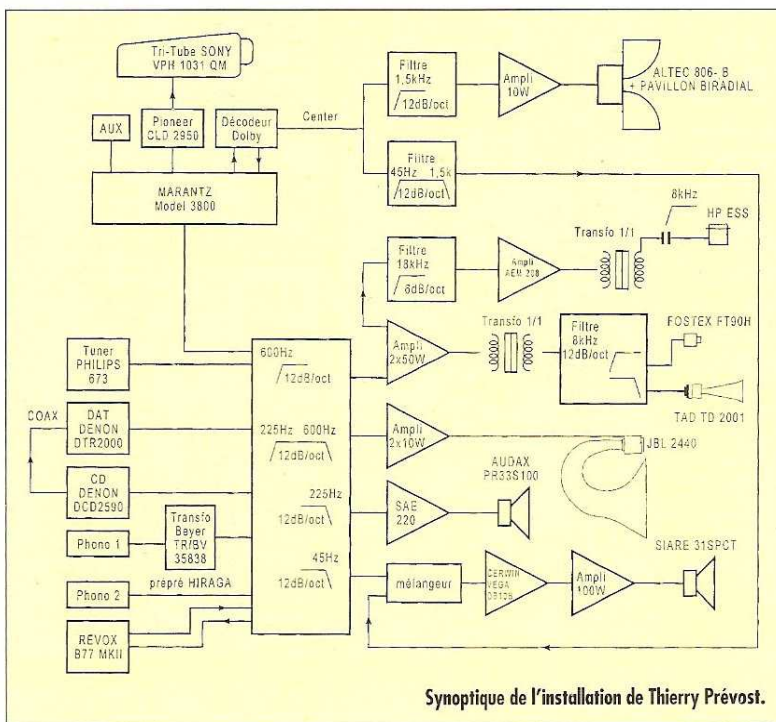 Tri-Tube SONY
VPH 1031 QM
AUX
Pioneer
CLD 2950
Décodeur
Dolby
Center
MARANTZ
Model 3800
Filtre
1,5kHz
12dB/oct
Ampli
10W
ALTEC 806-B
+ PAVILLON BIRADIAL
Filtre
45Hz 1,5k
12dB/oct
Filtre
18kHz
6dB/oct
Ampli
AEM 208
Transfo 1/1
8kHz
HP ESS
Ampli
2x50W
Transfo 1/1
Filtre
8kHz
12dB/oct
FOSTEX FT90H
TAD TD 2001
Tuner
PHILIPS
673
COAX
DAT
DENON
DTR2000
CD
DENON
DCD2590
Phono 1
Transfo
Beyer
TR/BV
35838
prépré HIRAGA
Phono 2
REVOX
B77 MKII
600Hz
12dB/oct
225Hz 600Hz
12dB/oct
225Hz
12dB/oct
45Hz
12dB/oct
Ampli
2x10W
JBL 2440
SAE
220
AUDAX
PR33S100
mélangeur
CERWIN
VEGA
Ampli
100W
SIARE 31SPCT
Synoptique de l'installation de Thierry Prévost.